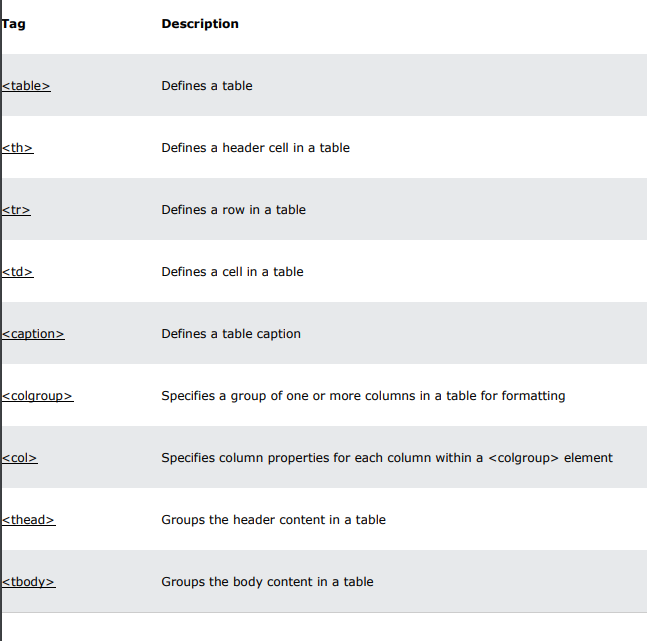 Tag Description
<table> Defines a table
<th> Defines a header cell in a table
<tr> Defines a row in a table
<td> Defines a cell in a table
<caption> Defines a table caption
<colgroup> Specifies a group of one or more columns in a table for formatting
<col> Specifies column properties for each column within a <colgroup> element
<thead> Groups the header content in a table
<tbody> Groups the body content in a table